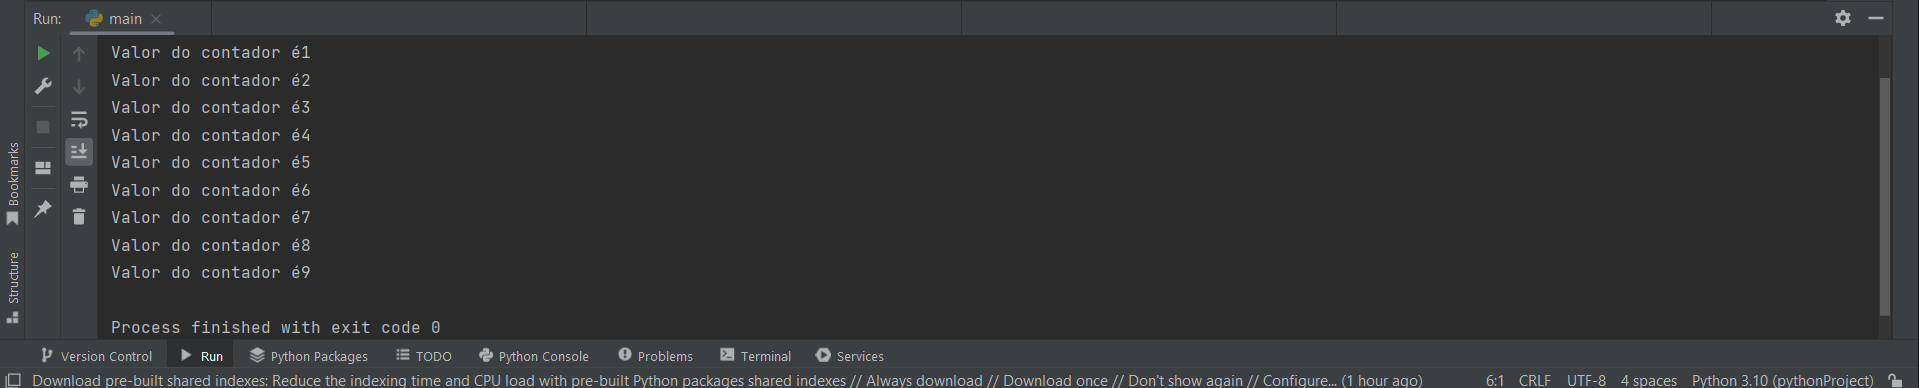 Run: main
Valor do contador é1
Valor do contador é2
Valor do contador é3
Valor do contador é4
Valor do contador é5
Valor do contador é6
Valor do contador é7
Valor do contador é8
Valor do contador é9
Process finished with exit code 0
Bookmarks
Structure
Version Control Run Python Packages TODO Python Console Problems Terminal Services
Download pre-built shared indexes: Reduce the indexing time and CPU load with pre-built Python packages shared indexes // Always download // Download once // Don't show again // Configure... (1 hour ago) 6:1 CRLF UTF-8 4 spaces Python 3.10 (pythonProject)